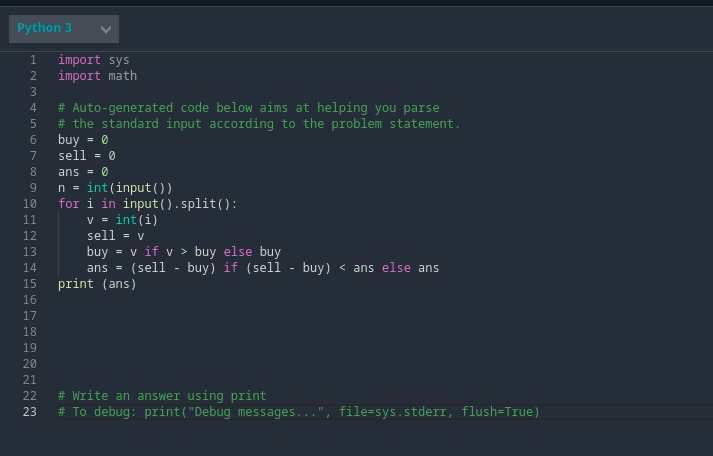 Python 3
1 import sys
2 import math
3
4 # Auto-generated code below aims at helping you parse
5 # the standard input according to the problem statement.
6 buy = 0
7 sell = 0
8 ans = 0
9 n = int(input())
10 for i in input().split():
11     v = int(i)
12     sell = v
13     buy = v if v > buy else buy
14     ans = (sell - buy) if (sell - buy) < ans else ans
15 print (ans)
16
17
18
19
20
21
22 # Write an answer using print
23 # To debug: print("Debug messages...", file=sys.stderr, flush=True)